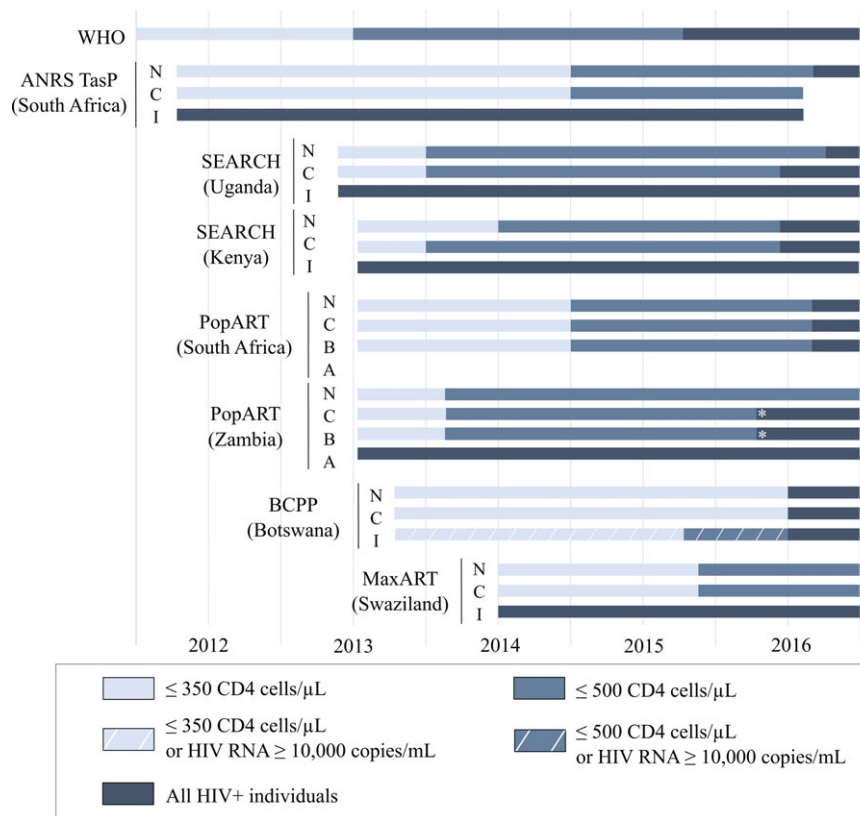 WHO
ANRS TasP
(South Africa)
N
C
I
SEARCH
(Uganda)
N
C
I
SEARCH
(Kenya)
N
C
I
PopART
(South Africa)
N
C
B
A
PopART
(Zambia)
N
C
*
B
*
A
BCPP
(Botswana)
N
C
I
MaxART
(Swaziland)
N
C
I
2012 2013 2014 2015 2016
≤ 350 CD4 cells/µL
≤ 500 CD4 cells/µL
≤ 350 CD4 cells/µL
or HIV RNA ≥ 10,000 copies/mL
≤ 500 CD4 cells/µL
or HIV RNA ≥ 10,000 copies/mL
All HIV+ individuals